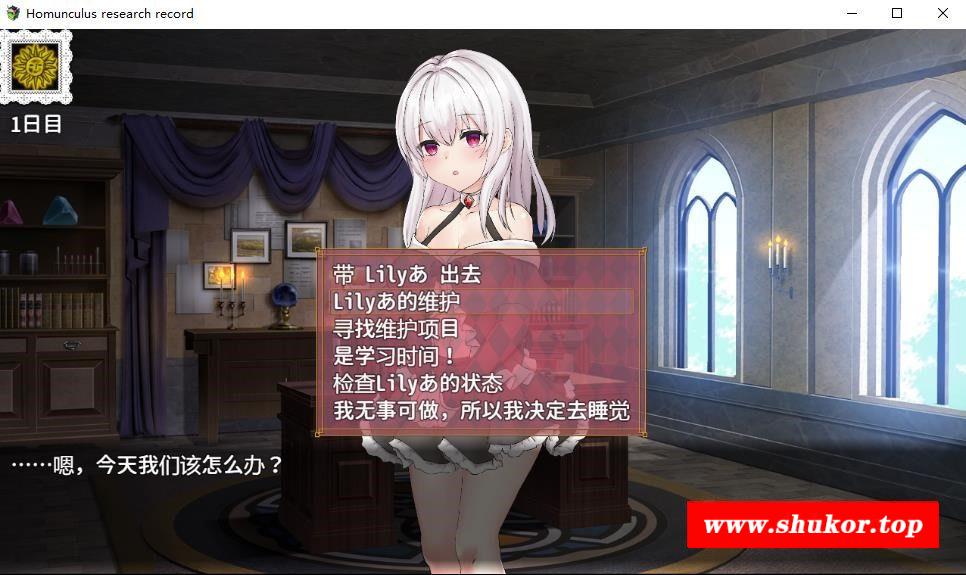 Homunculus research record
1日目
带 Lilyあ 出去
Lilyあ的维护
寻找维护项目
是学习时间！
检查Lilyあ的状态
我无事可做，所以我决定去睡觉
……嗯，今天我们该怎么办？
www.shukor.top